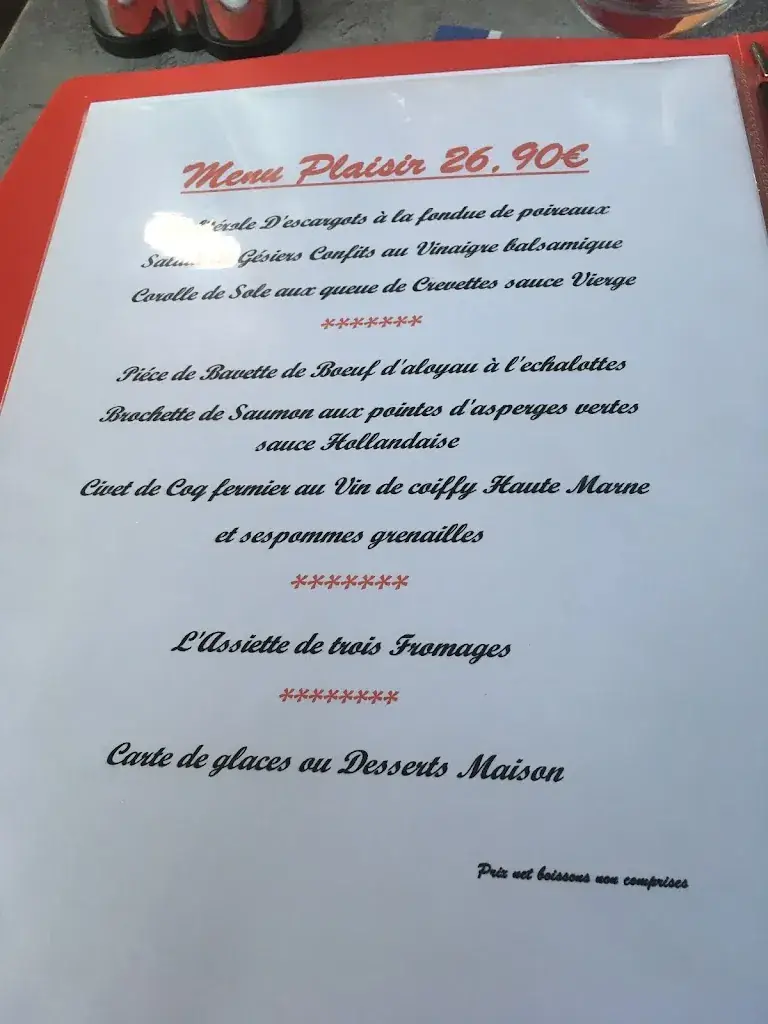 Menu Plaisir 26,90€
D'escargots à la fondue de poireaux
Gésiers Confits au Vinaigre balsamique
Corolle de Sole aux queue de Crevettes sauce Vierge
*******
Piéce de Bavette de Boeuf d'aloyau à l'echalottes
Brochette de Saumon aux pointes d'asperges vertes
sauce Hollandaise
Civet de Coq fermier au Vin de coiffy Haute Marne
et sespommes grenailles
*******
L'Assiette de trois Fromages
********
Carte de glaces ou Desserts Maison
Prix net boissons non comprises